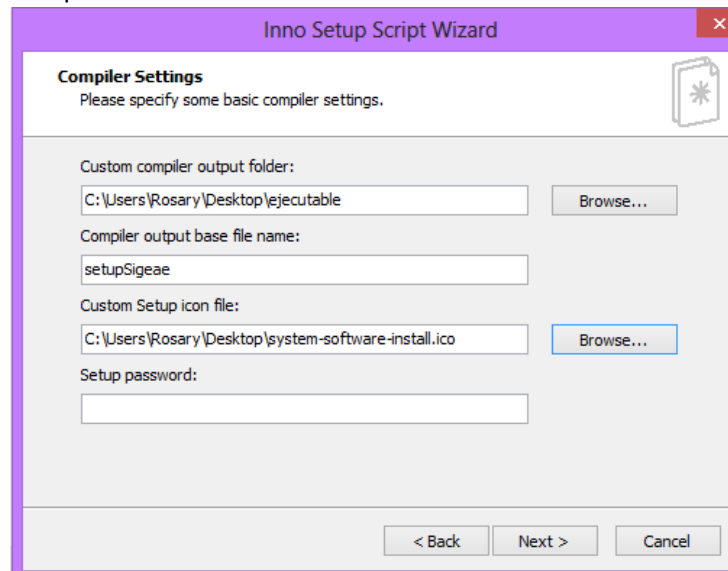 Inno Setup Script Wizard
Compiler Settings
Please specify some basic compiler settings.
Custom compiler output folder:
C:\Users\Rosary\Desktop\ejecutable
Browse...
Compiler output base file name:
setupSigeae
Custom Setup icon file:
C:\Users\Rosary\Desktop\system-software-install.ico
Browse...
Setup password:
< Back Next > Cancel